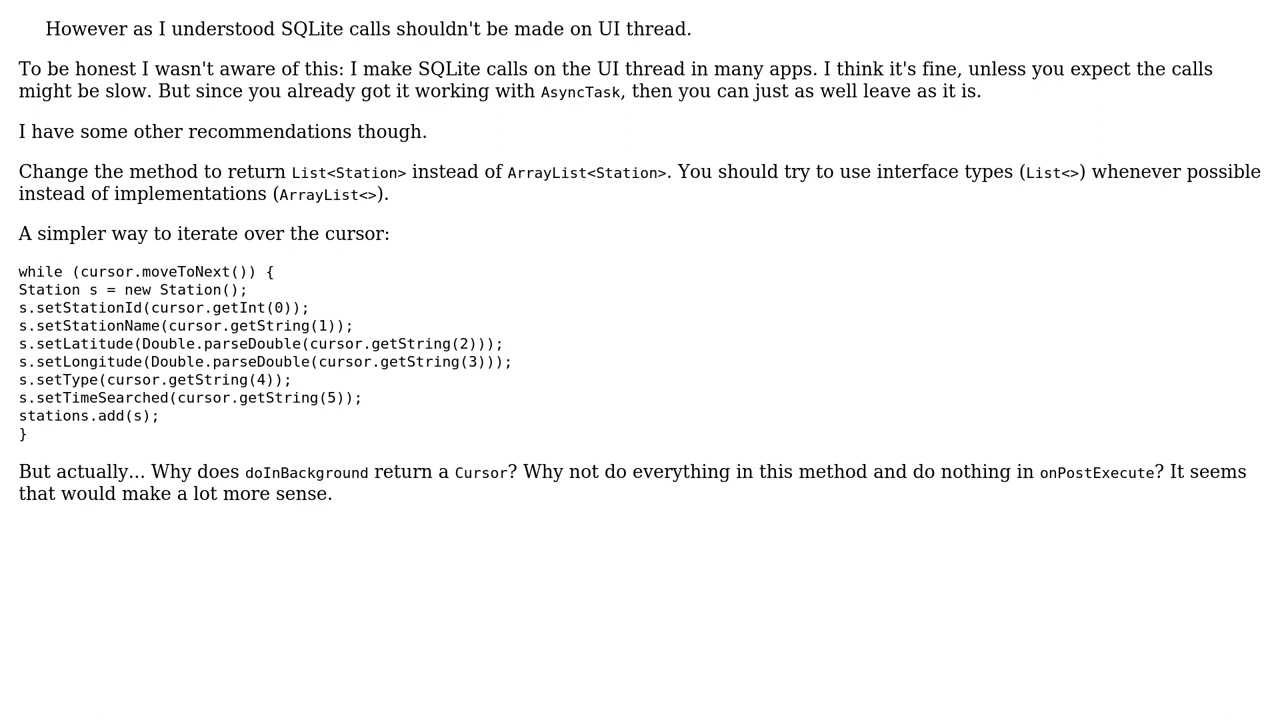 However as I understood SQLite calls shouldn't be made on UI thread.
To be honest I wasn't aware of this: I make SQLite calls on the UI thread in many apps. I think it's fine, unless you expect the calls
might be slow. But since you already got it working with AsyncTask, then you can just as well leave as it is.
I have some other recommendations though.
Change the method to return List<Station> instead of ArrayList<Station>. You should try to use interface types (List<>) whenever possible
instead of implementations (ArrayList<>).
A simpler way to iterate over the cursor:
while (cursor.moveToNext()) {
Station s = new Station();
s.setStationId(cursor.getInt(0));
s.setStationName(cursor.getString(1));
s.setLatitude(Double.parseDouble(cursor.getString(2)));
s.setLongitude(Double.parseDouble(cursor.getString(3)));
s.setType(cursor.getString(4));
s.setTimeSearched(cursor.getString(5));
stations.add(s);
}
But actually... Why does doInBackground return a Cursor? Why not do everything in this method and do nothing in onPostExecute? It seems
that would make a lot more sense.